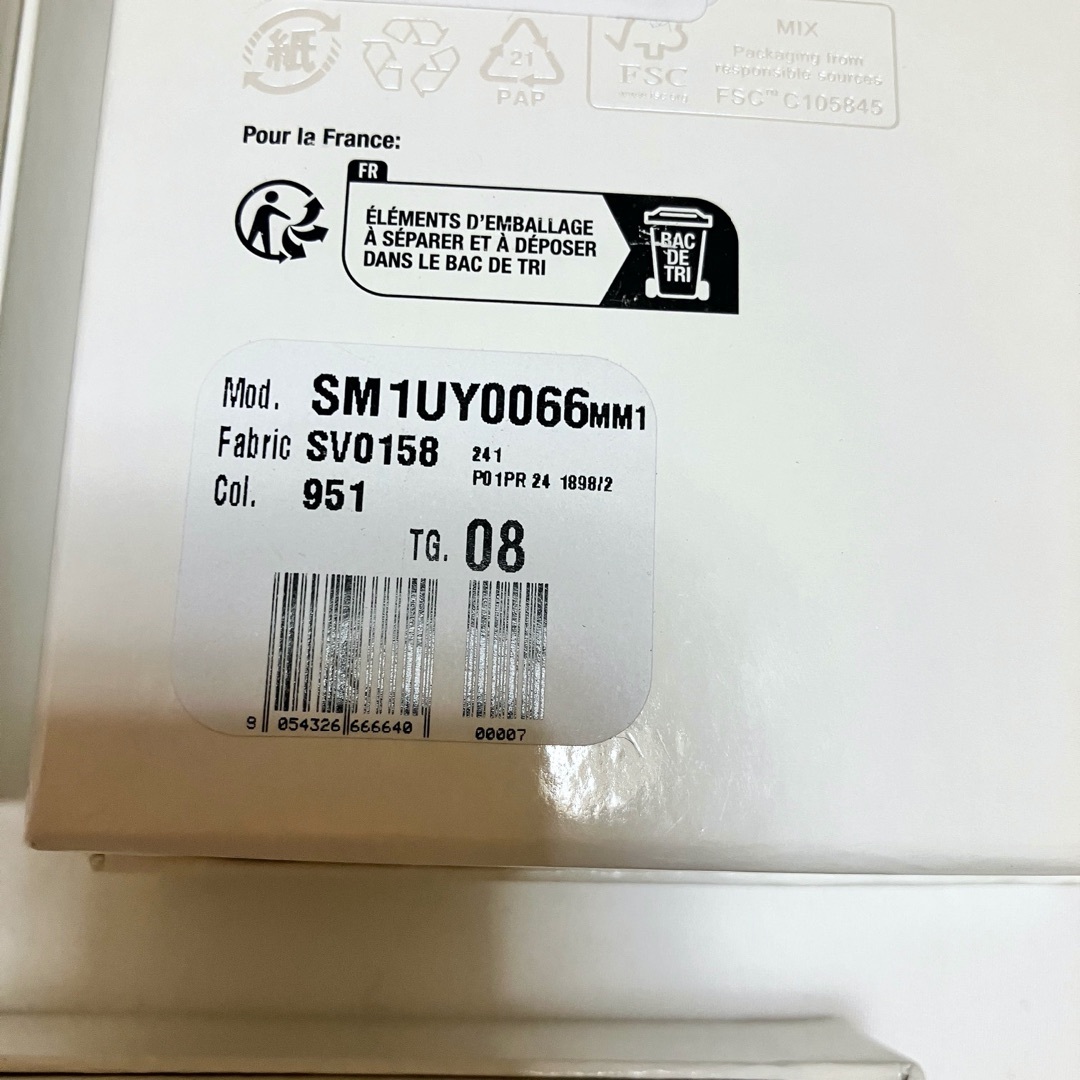 紙
21
PAP
FSC
MIX
Packaging from
responsible sources
FSC™ C105845
Pour la France:
FR
ÉLÉMENTS D'EMBALLAGE
À SÉPARER ET À DÉPOSER
DANS LE BAC DE TRI
BAC
DE
TRI
Mod. SM1UY0066MM1
Fabric SV0158 241
P01PR 24 1898/2
Col. 951
TG. 08
9 054326 666640 00007